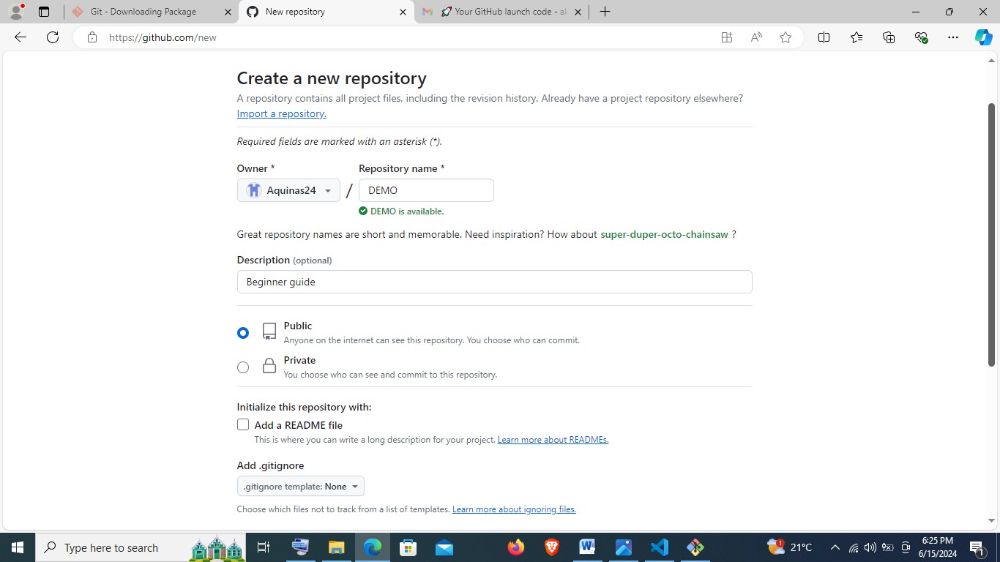 Git - Downloading Package
New repository
🚀 Your GitHub launch code - ak
https://github.com/new
Create a new repository
A repository contains all project files, including the revision history. Already have a project repository elsewhere?
Import a repository.
Required fields are marked with an asterisk (*).
Owner *
Repository name *
Aquinas24
/
DEMO
DEMO is available.
Great repository names are short and memorable. Need inspiration? How about super-duper-octo-chainsaw ?
Description (optional)
Beginner guide
Public
Anyone on the internet can see this repository. You choose who can commit.
Private
You choose who can see and commit to this repository.
Initialize this repository with:
Add a README file
This is where you can write a long description for your project. Learn more about READMEs.
Add .gitignore
.gitignore template: None
Choose which files not to track from a list of templates. Learn more about ignoring files.
Type here to search
1
21°C
6:25 PM
6/15/2024
1